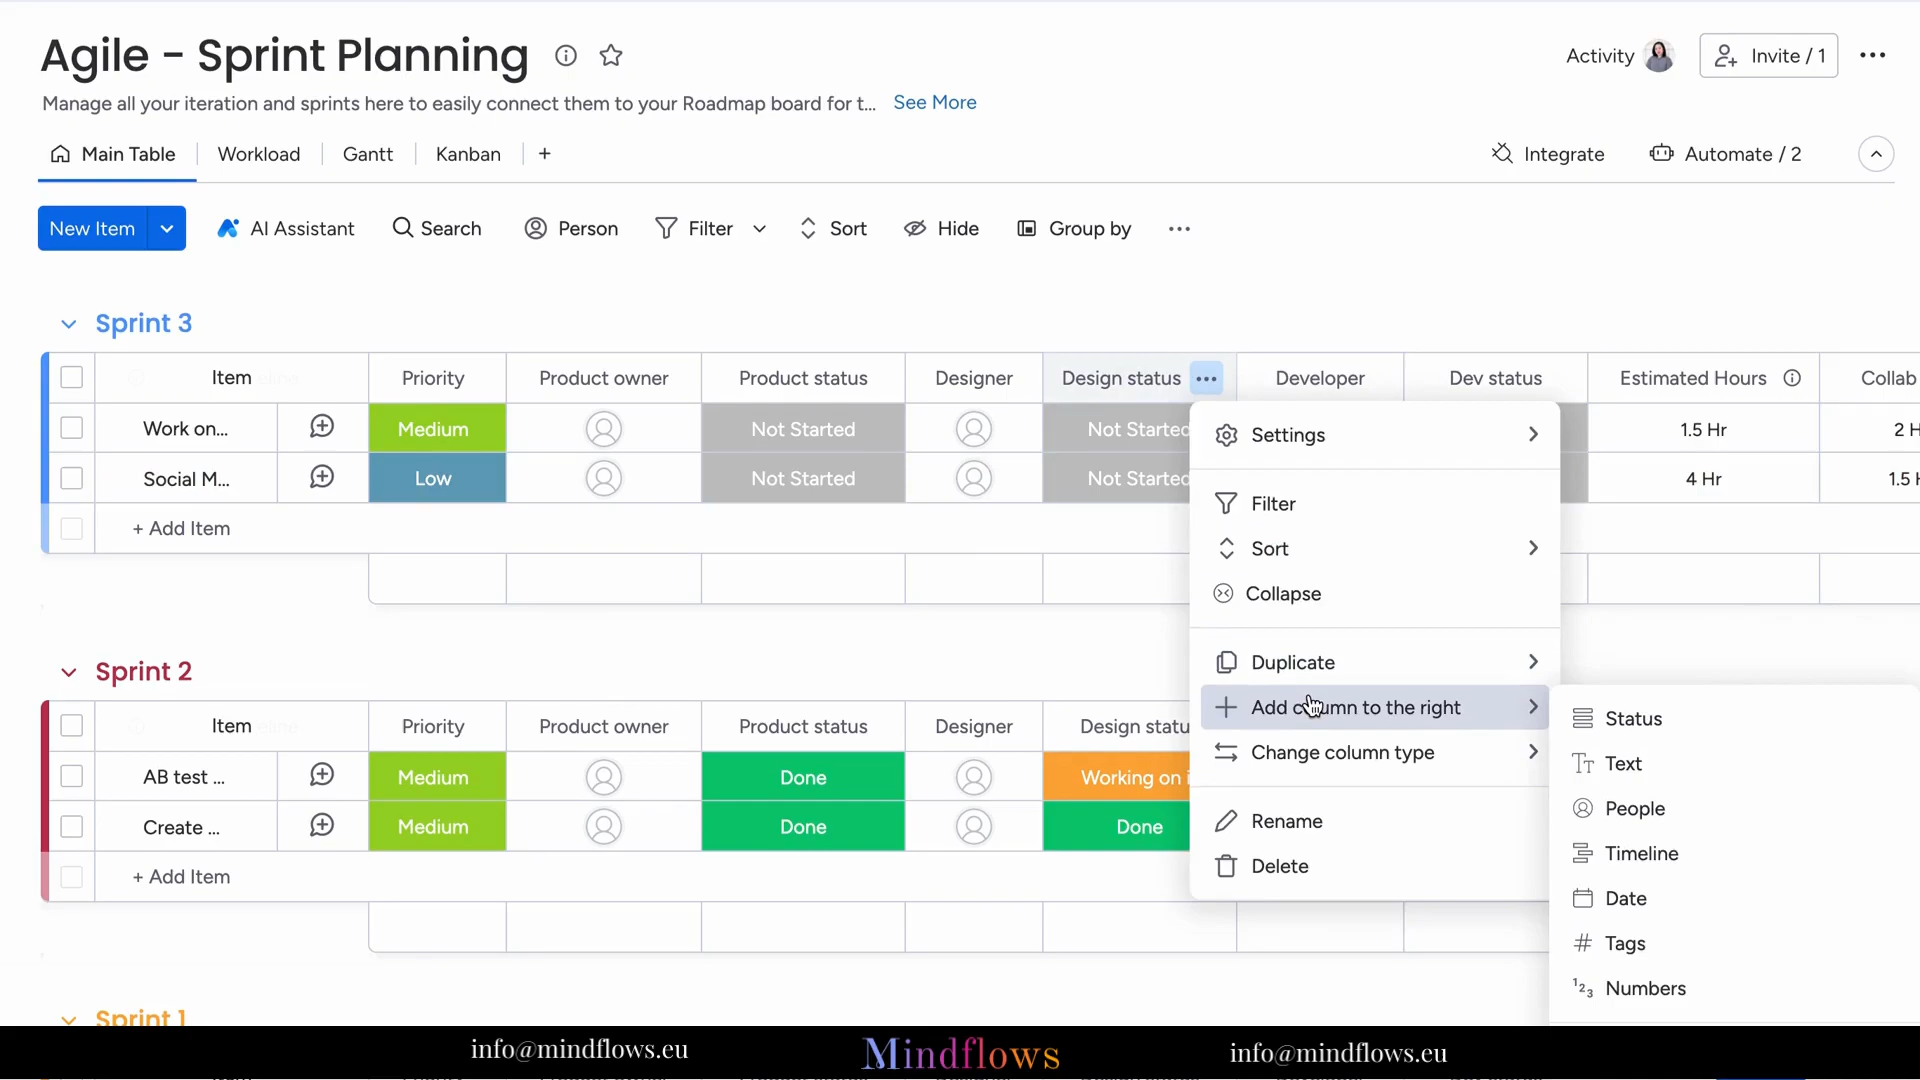 Agile - Sprint Planning
Activity
Invite / 1
Manage all your iteration and sprints here to easily connect them to your Roadmap board for t... See More
Main Table
Workload
Gantt
Kanban
+
Integrate
Automate / 2
New Item
AI Assistant
Search
Person
Filter
Sort
Hide
Group by
Sprint 3
Item
Priority
Product owner
Product status
Designer
Design status
Developer
Dev status
Estimated Hours
Collab
Work on...
Medium
Not Started
Not Started
1.5 Hr
2 H
Social M...
Low
Not Started
Not Started
4 Hr
1.5 H
+ Add Item
Settings
Filter
Sort
Collapse
Duplicate
Add column to the right
Change column type
Rename
Delete
Status
Text
People
Timeline
Date
Tags
Numbers
Sprint 2
Item
Priority
Product owner
Product status
Designer
Design statu
AB test ...
Medium
Done
Working on i
Create ...
Medium
Done
Done
+ Add Item
Sprint 1
info@mindflows.eu
Mindflows
info@mindflows.eu